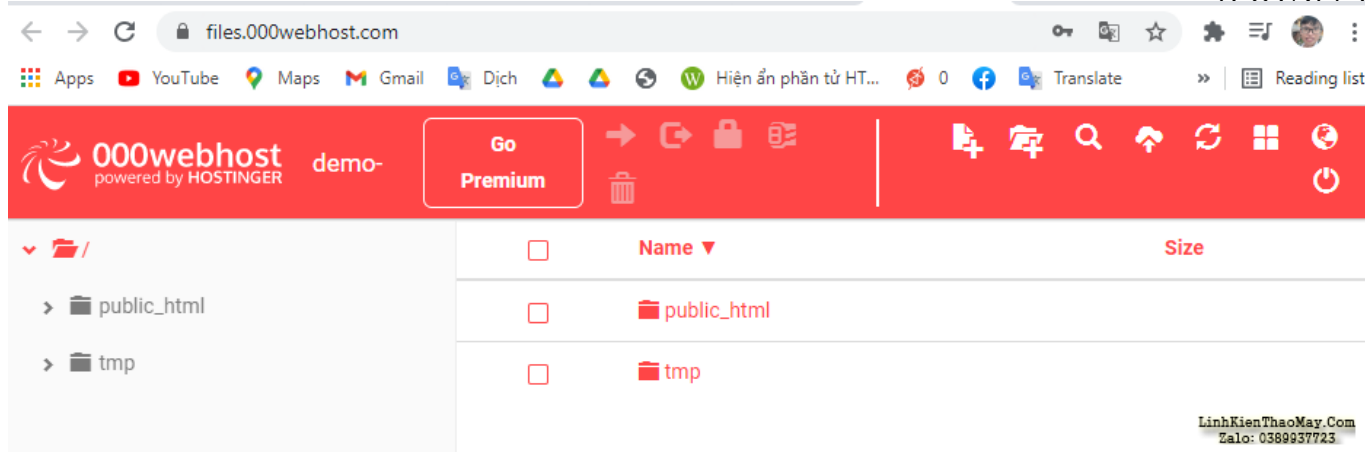 files.000webhost.com
Apps YouTube Maps Gmail Dịch Hiện ẩn phần tử HT... 0 Translate » Reading list
000webhost
powered by HOSTINGER
demo-
Go
Premium
/
public_html
tmp
Name ▼ Size
public_html
tmp
LinhKienThaoMay.Com
Zalo: 0389937723